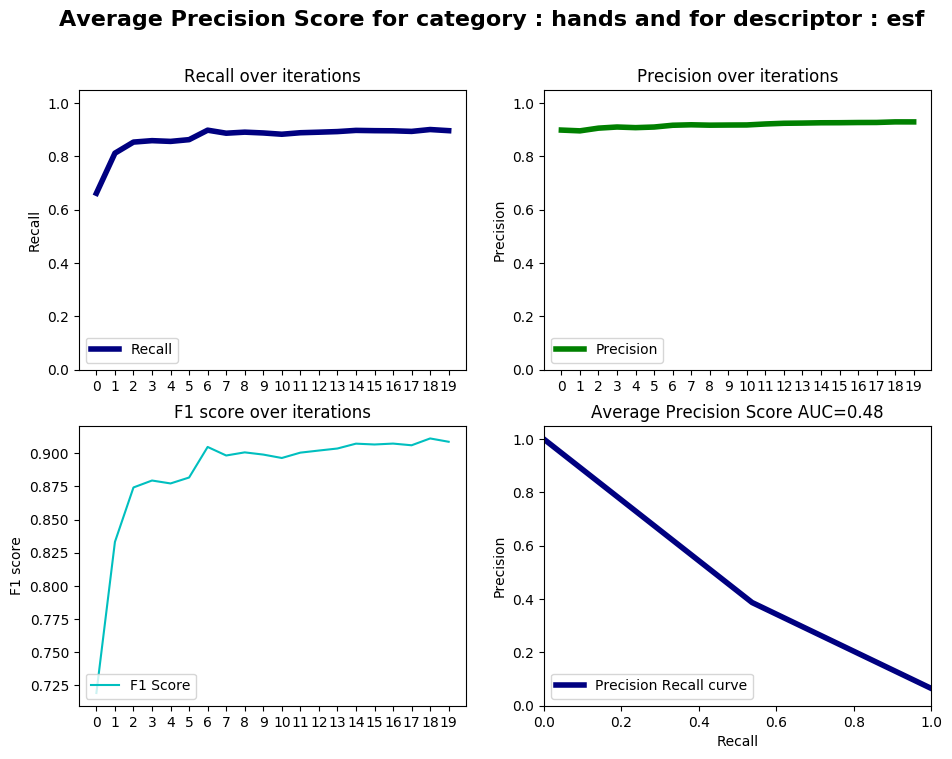 Average Precision Score for category : hands and for descriptor : esf
Recall over iterations
1.0
0.8
0.6
0.4
0.2
0.0
Recall
Recall
0 1 2 3 4 5 6 7 8 9 10 11 12 13 14 15 16 17 18 19
Precision over iterations
1.0
0.8
0.6
0.4
0.2
0.0
Precision
Precision
0 1 2 3 4 5 6 7 8 9 10 11 12 13 14 15 16 17 18 19
F1 score over iterations
0.900
0.875
0.850
0.825
0.800
0.775
0.750
0.725
F1 score
F1 Score
0 1 2 3 4 5 6 7 8 9 10 11 12 13 14 15 16 17 18 19
Average Precision Score AUC=0.48
1.0
0.8
0.6
0.4
0.2
0.0
Precision
Precision Recall curve
0.0 0.2 0.4 0.6 0.8 1.0
Recall